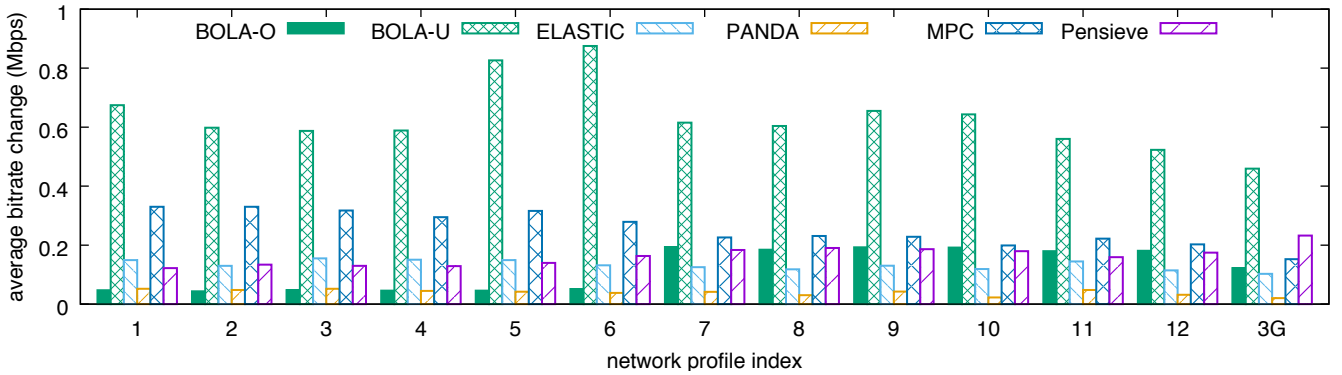 BOLA-O BOLA-U ELASTIC PANDA MPC Pensieve
average bitrate change (Mbps)
1
0.8
0.6
0.4
0.2
0
1 2 3 4 5 6 7 8 9 10 11 12 3G
network profile index